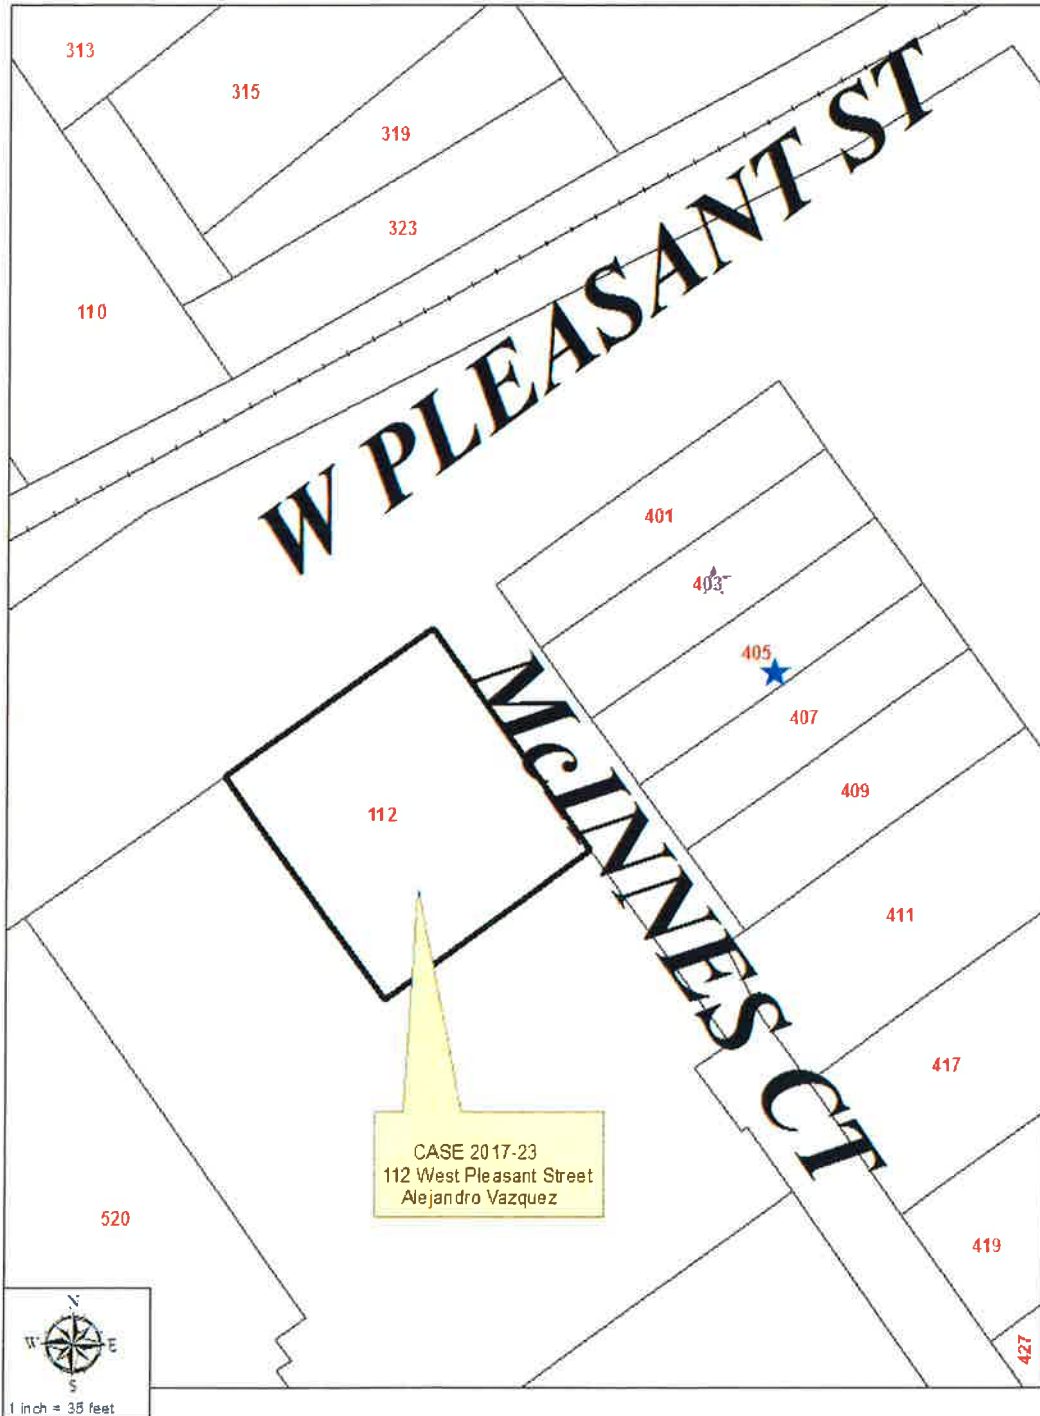 313
315
319
323
110
W PLEASANT ST
401
403
405
407
409
411
417
419
427
McINNES CT
112
CASE 2017-23
112 West Pleasant Street
Alejandro Vazquez
520
N
W E
S
1 inch = 35 feet